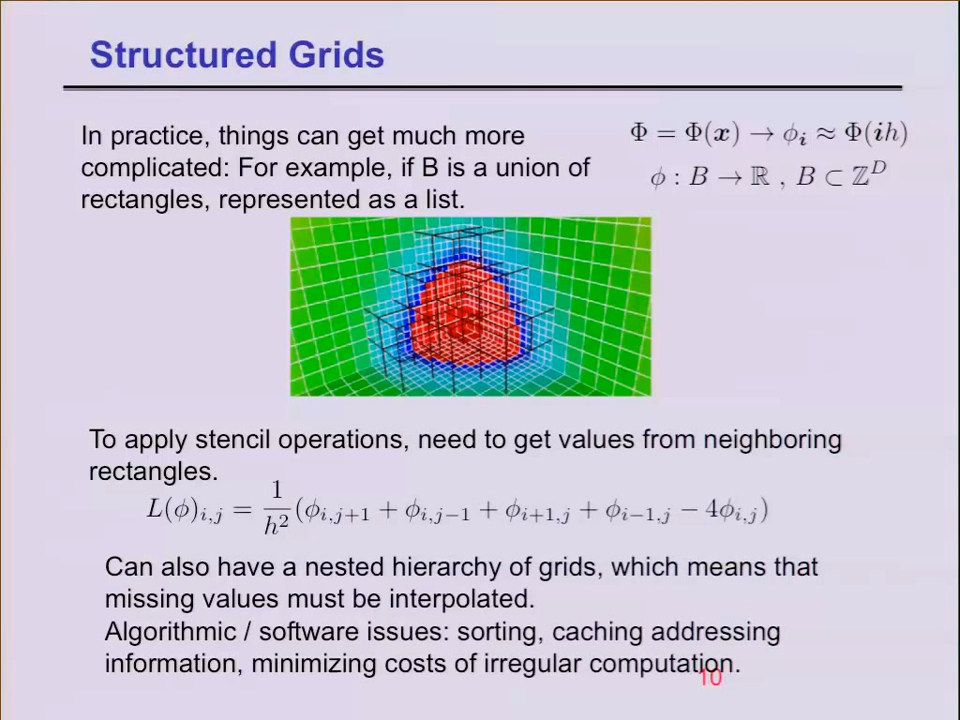 Structured Grids
In practice, things can get much more
complicated: For example, if B is a union of
rectangles, represented as a list.
Φ = Φ(x) → ϕ_i ≈ Φ(ih)
ϕ : B → ℝ , B ⊂ ℤ^D
To apply stencil operations, need to get values from neighboring
rectangles.
L(ϕ)_{i,j} = \frac{1}{h^2}(ϕ_{i,j+1} + ϕ_{i,j−1} + ϕ_{i+1,j} + ϕ_{i−1,j} − 4ϕ_{i,j})
Can also have a nested hierarchy of grids, which means that
missing values must be interpolated.
Algorithmic / software issues: sorting, caching addressing
information, minimizing costs of irregular computation.
10